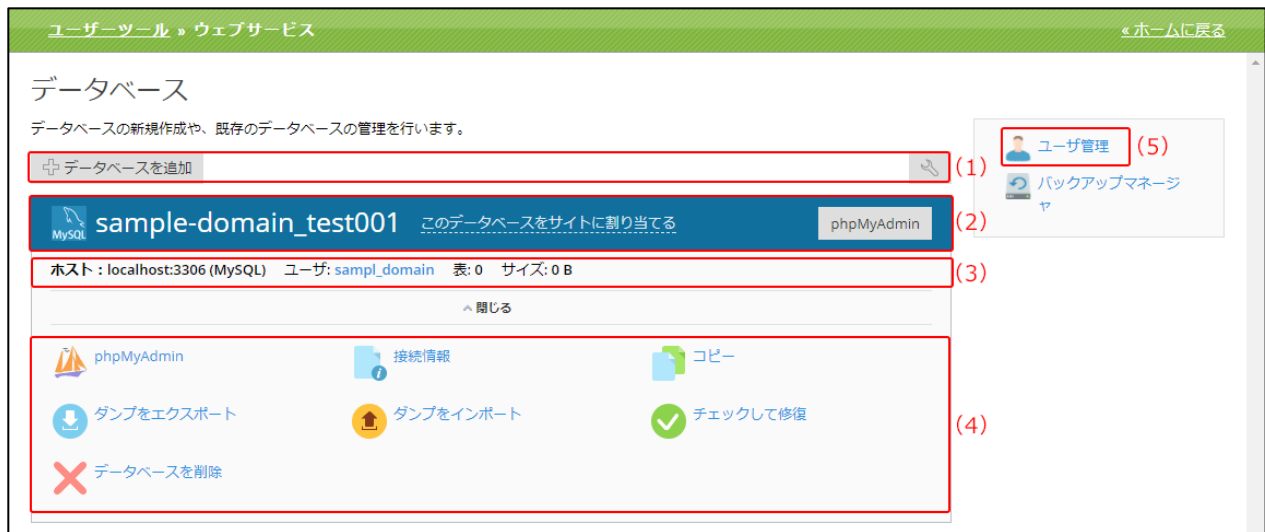 ユーザーツール » ウェブサービス
« ホームに戻る
データベース
データベースの新規作成や、既存のデータベースの管理を行います。
データベースを追加
(1)
MySQL sample-domain_test001 このデータベースをサイトに割り当てる phpMyAdmin
(2)
ホスト：localhost:3306 (MySQL) ユーザ: sampl_domain 表: 0 サイズ: 0 B
(3)
閉じる
phpMyAdmin 接続情報 コピー
ダンプをエクスポート ダンプをインポート チェックして修復
(4)
データベースを削除
ユーザ管理
(5)
バックアップマネージ
ャ